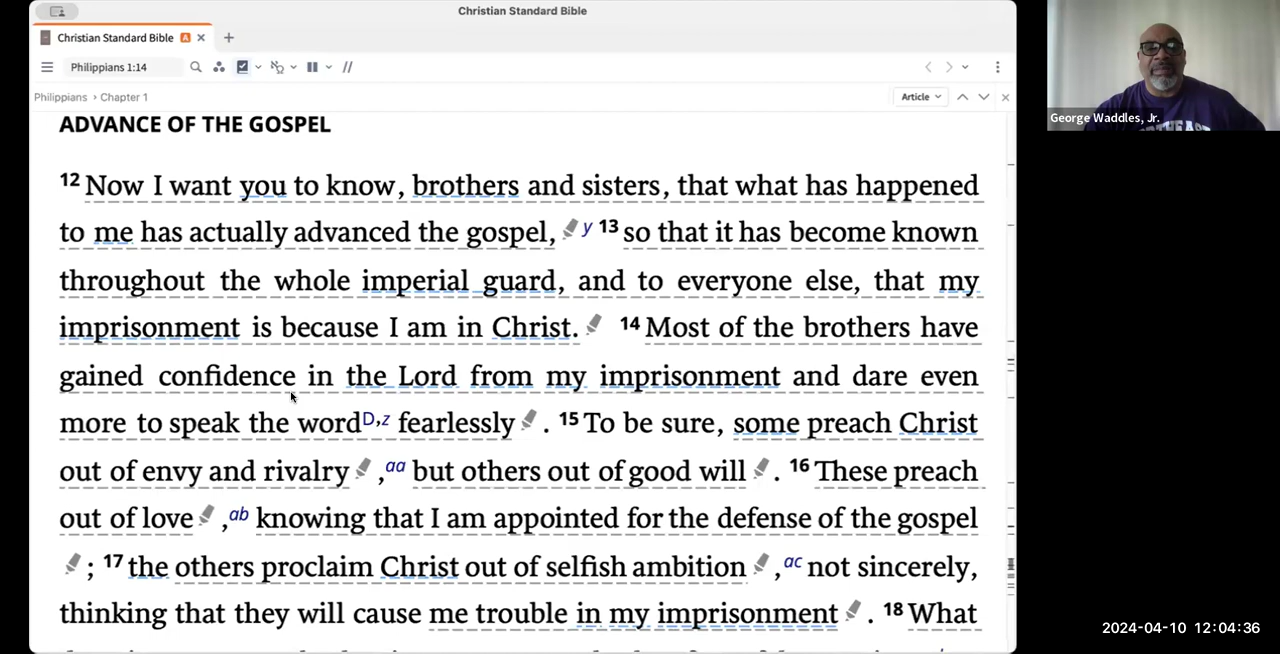 Christian Standard Bible
Christian Standard Bible A
Philippians 1:14
Philippians › Chapter 1
Article
ADVANCE OF THE GOSPEL
12 Now I want you to know, brothers and sisters, that what has happened
to me has actually advanced the gospel, y 13 so that it has become known
throughout the whole imperial guard, and to everyone else, that my
imprisonment is because I am in Christ. 14 Most of the brothers have
gained confidence in the Lord from my imprisonment and dare even
more to speak the word D,z fearlessly . 15 To be sure, some preach Christ
out of envy and rivalry , aa but others out of good will . 16 These preach
out of love , ab knowing that I am appointed for the defense of the gospel
; 17 the others proclaim Christ out of selfish ambition , ac not sincerely,
thinking that they will cause me trouble in my imprisonment . 18 What
George Waddles, Jr.
2024-04-10 12:04:36